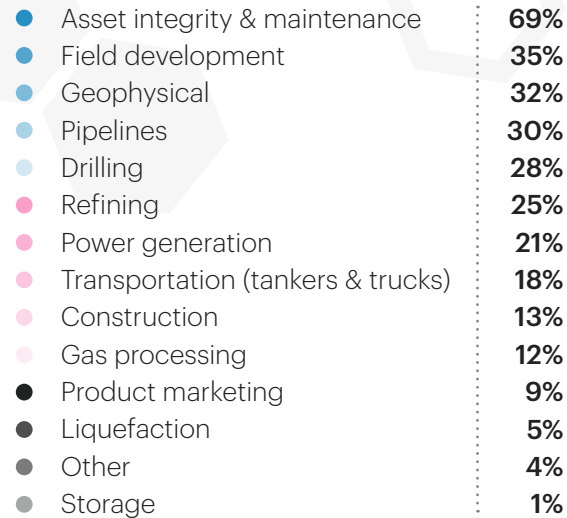 Asset integrity & maintenance 69%
Field development 35%
Geophysical 32%
Pipelines 30%
Drilling 28%
Refining 25%
Power generation 21%
Transportation (tankers & trucks) 18%
Construction 13%
Gas processing 12%
Product marketing 9%
Liquefaction 5%
Other 4%
Storage 1%